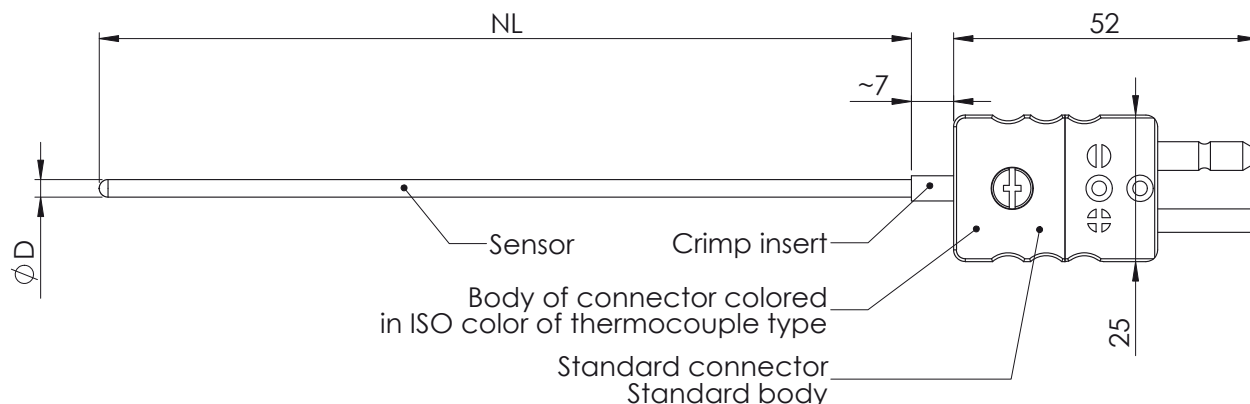 NL
52
~7
ØD
Sensor
Crimp insert
Body of connector colored
in ISO color of thermocouple type
25
Standard connector
Standard body